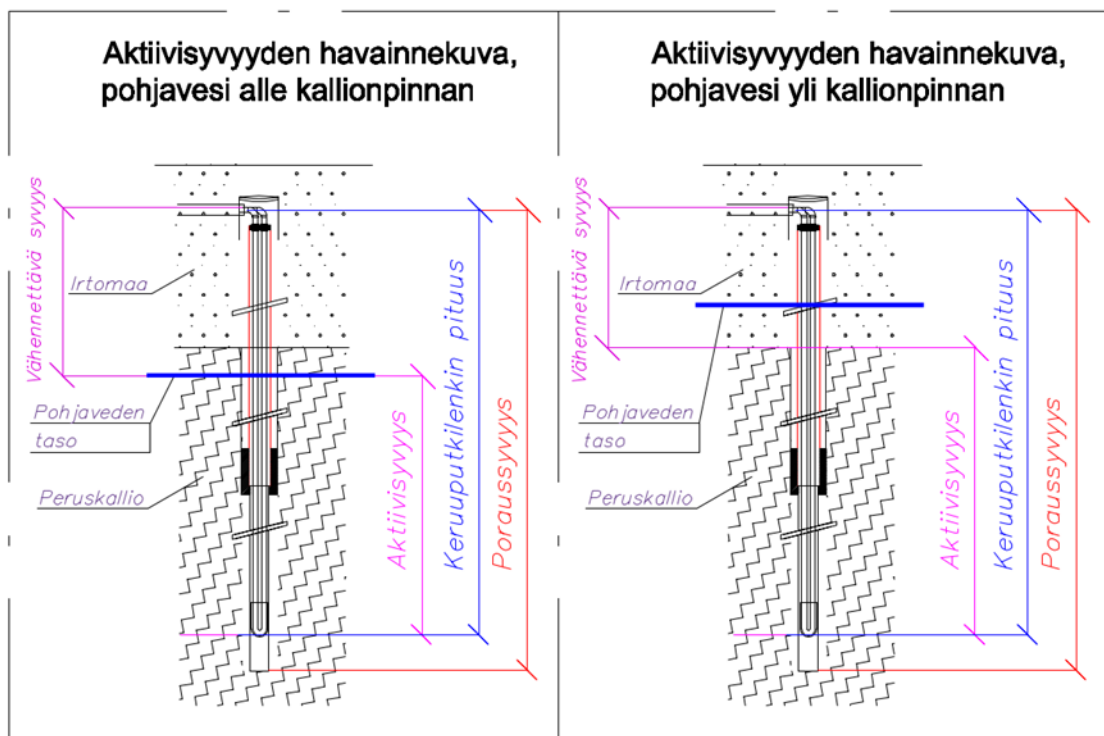 Aktiivisyvyyden havainnekuva,
pohjavesi alle kallionpinnan
Vähennettävä syvyys
Irtomaa
Pohjaveden
taso
Peruskallio
Aktiivisyvyys
Keruuputkilenkin pituus
Poraussyvyys
Aktiivisyvyyden havainnekuva,
pohjavesi yli kallionpinnan
Vähennettävä syvyys
Irtomaa
Pohjaveden
taso
Peruskallio
Aktiivisyvyys
Keruuputkilenkin pituus
Poraussyvyys